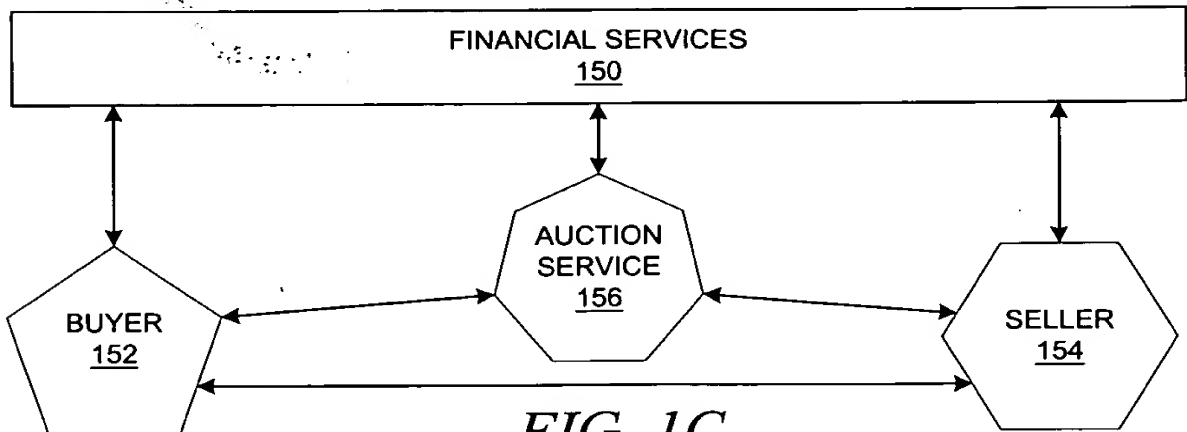 FINANCIAL SERVICES
150
AUCTION
SERVICE
156
BUYER
152
SELLER
154
FIG. 1C